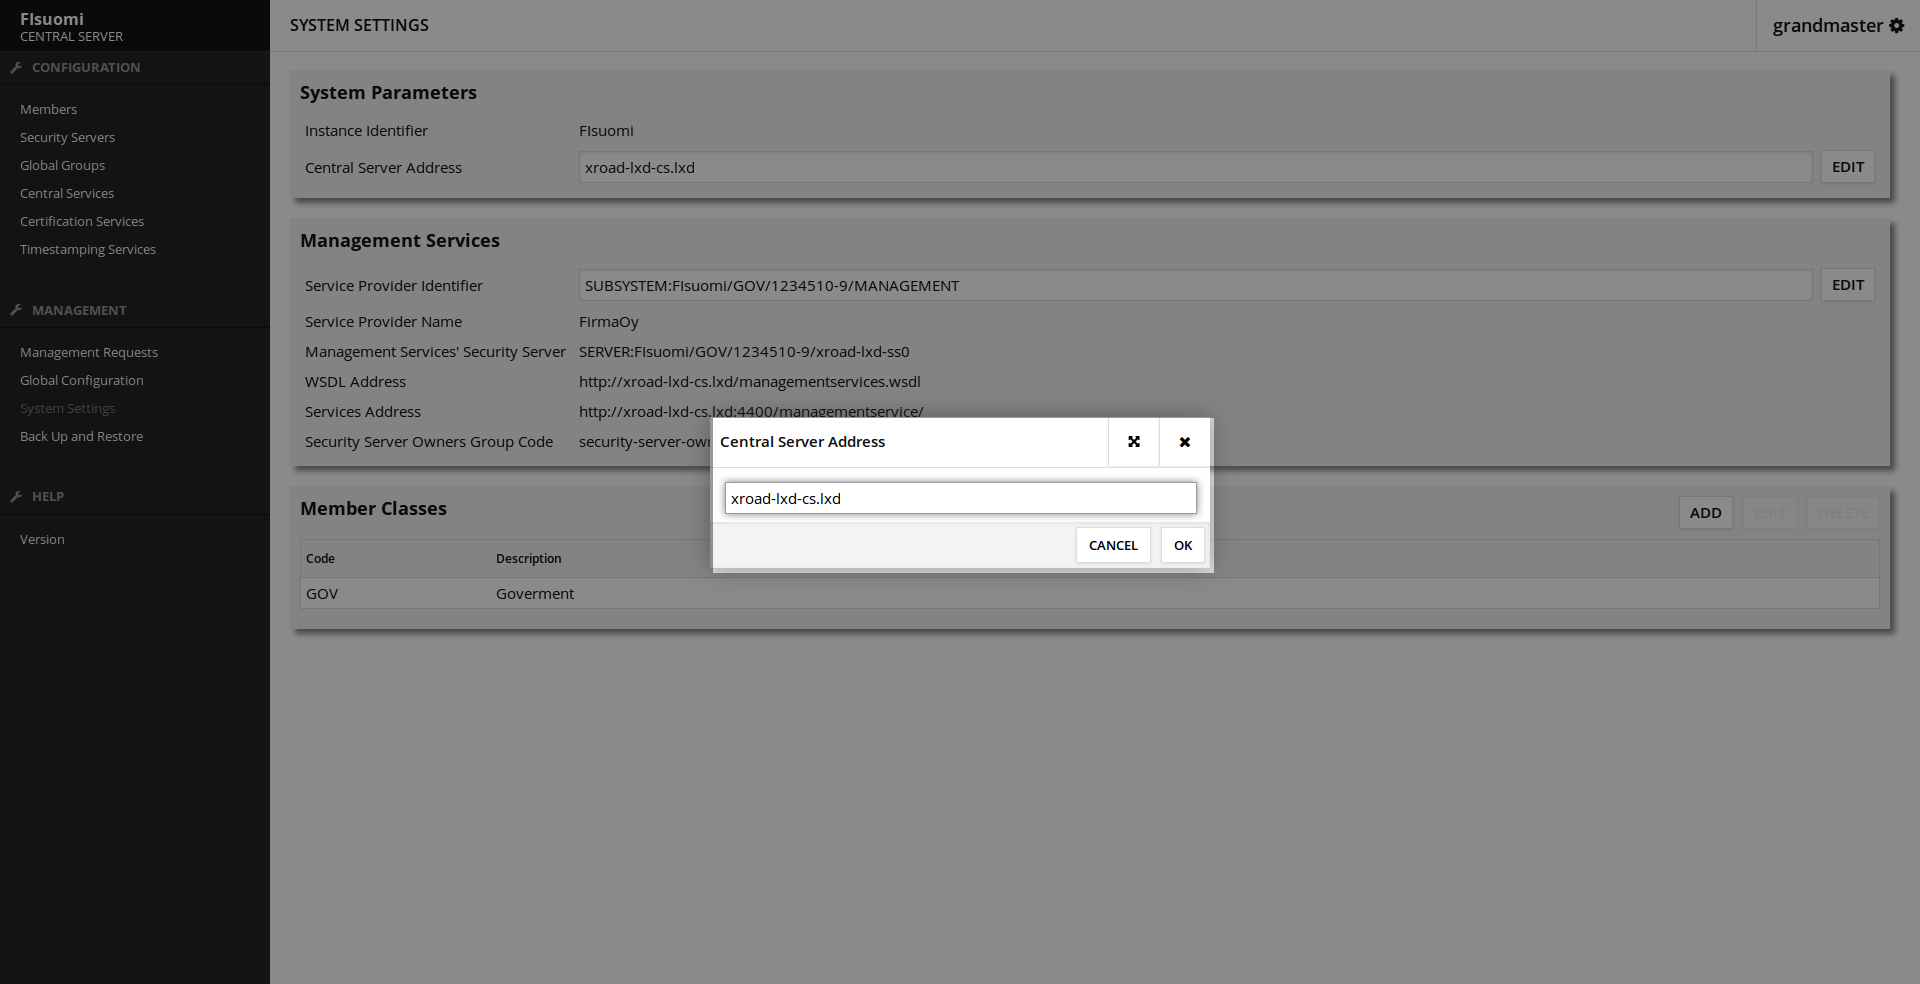 FIsuomi
CENTRAL SERVER
CONFIGURATION
Members
Security Servers
Global Groups
Central Services
Certification Services
Timestamping Services
MANAGEMENT
Management Requests
Global Configuration
System Settings
Back Up and Restore
HELP
Version
SYSTEM SETTINGS
grandmaster
System Parameters
Instance Identifier FIsuomi
Central Server Address xroad-lxd-cs.lxd EDIT
Management Services
Service Provider Identifier SUBSYSTEM:FIsuomi/GOV/1234510-9/MANAGEMENT EDIT
Service Provider Name FirmaOy
Management Services' Security Server SERVER:FIsuomi/GOV/1234510-9/xroad-lxd-ss0
WSDL Address http://xroad-lxd-cs.lxd/managementservices.wsdl
Services Address http://xroad-lxd-cs.lxd:4400/managementservice/
Security Server Owners Group Code
Central Server Address
xroad-lxd-cs.lxd
CANCEL OK
Member Classes ADD EDIT DELETE
Code Description
GOV Goverment